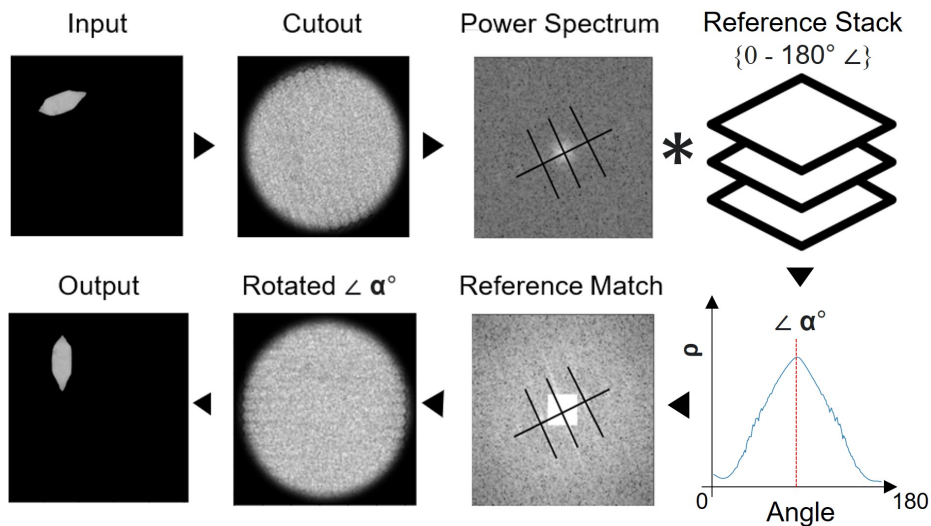 Input
Cutout
Power Spectrum
Reference Stack
{0 - 180° ∠}
*
Output
Rotated ∠ α°
Reference Match
∠ α°
ρ
0
180
Angle